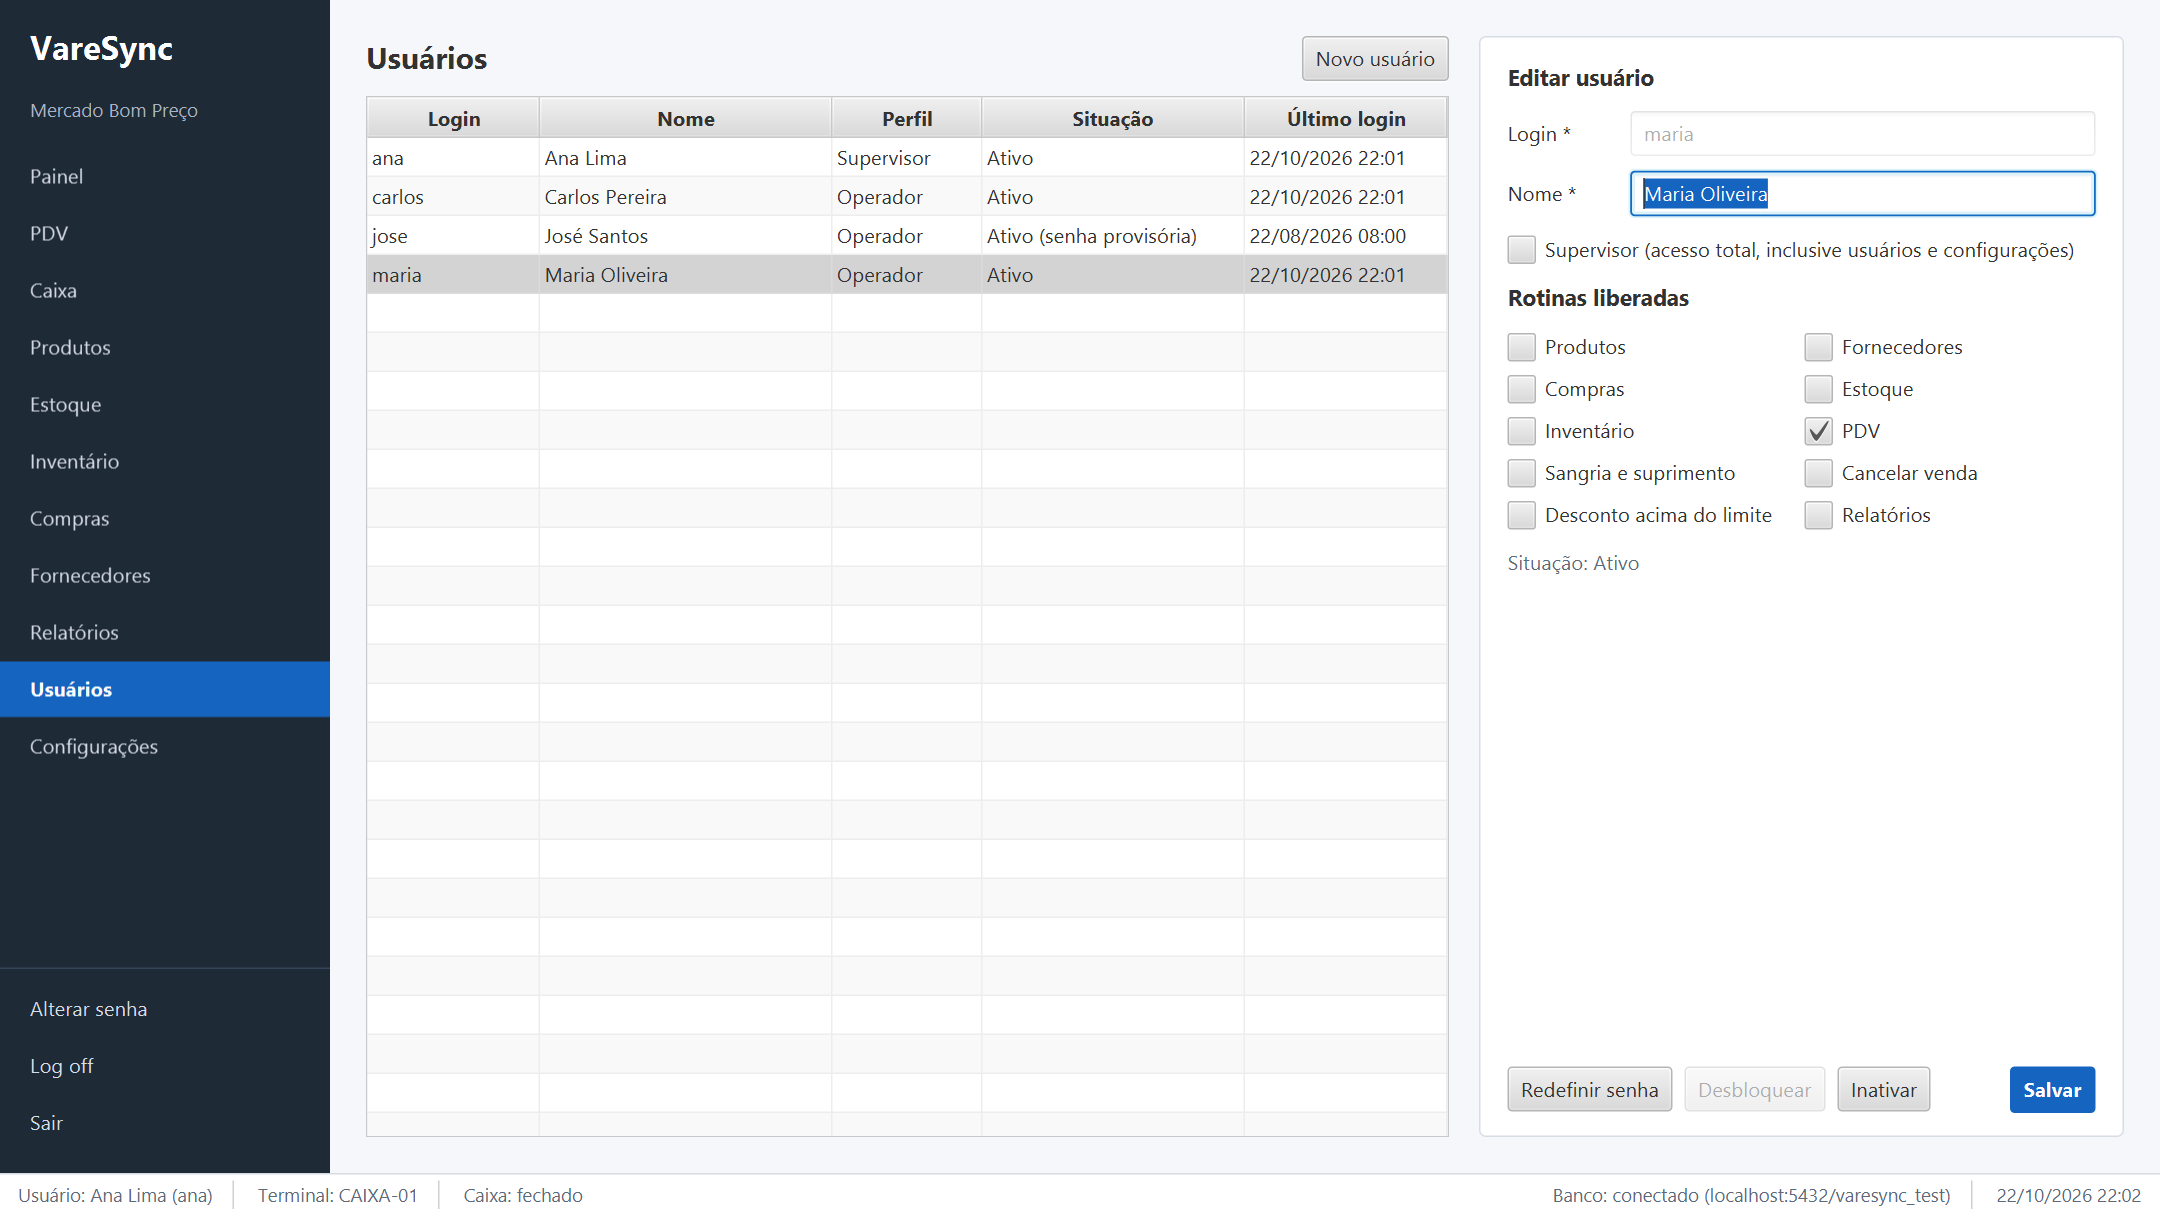 VareSync
Mercado Bom Preço
Painel
PDV
Caixa
Produtos
Estoque
Inventário
Compras
Fornecedores
Relatórios
Usuários
Configurações
Alterar senha
Log off
Sair
Usuários
Novo usuário
Login Nome Perfil Situação Último login
ana Ana Lima Supervisor Ativo 22/10/2026 22:01
carlos Carlos Pereira Operador Ativo 22/10/2026 22:01
jose José Santos Operador Ativo (senha provisória) 22/08/2026 08:00
maria Maria Oliveira Operador Ativo 22/10/2026 22:01
Editar usuário
Login * maria
Nome * Maria Oliveira
Supervisor (acesso total, inclusive usuários e configurações)
Rotinas liberadas
Produtos Fornecedores
Compras Estoque
Inventário PDV
Sangria e suprimento Cancelar venda
Desconto acima do limite Relatórios
Situação: Ativo
Redefinir senha Desbloquear Inativar Salvar
Usuário: Ana Lima (ana) Terminal: CAIXA-01 Caixa: fechado Banco: conectado (localhost:5432/varesync_test) 22/10/2026 22:02